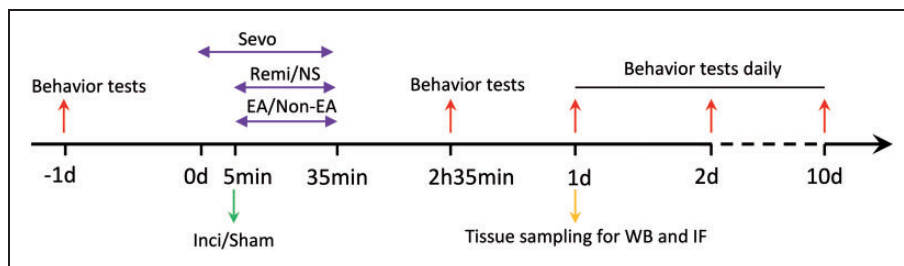 Sevo
Behavior tests
Remi/NS
EA/Non-EA
Behavior tests
Behavior tests daily
-1d
0d
5min
35min
2h35min
1d
2d
10d
Inci/Sham
Tissue sampling for WB and IF